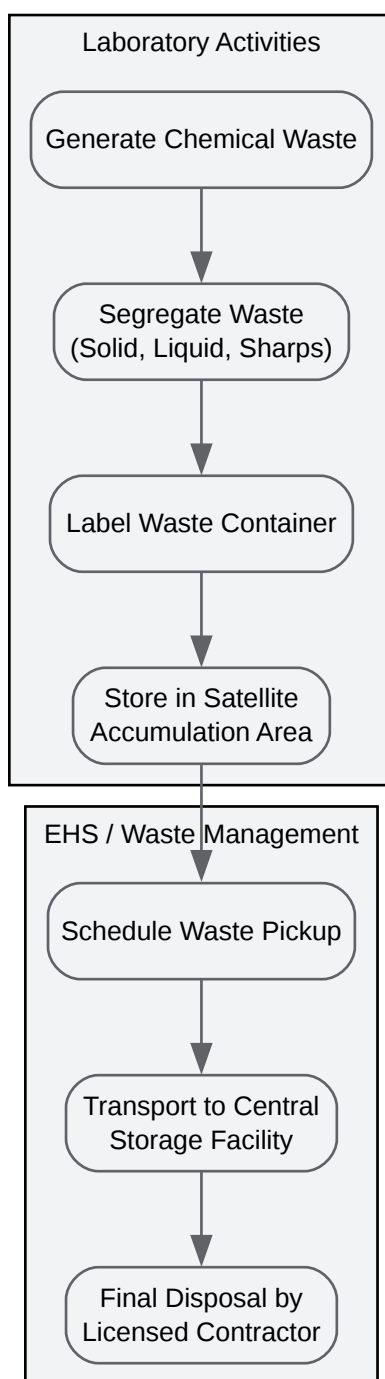 Laboratory Activities
Generate Chemical Waste
Segregate Waste
(Solid, Liquid, Sharps)
Label Waste Container
Store in Satellite
Accumulation Area
EHS / Waste Management
Schedule Waste Pickup
Transport to Central
Storage Facility
Final Disposal by
Licensed Contractor